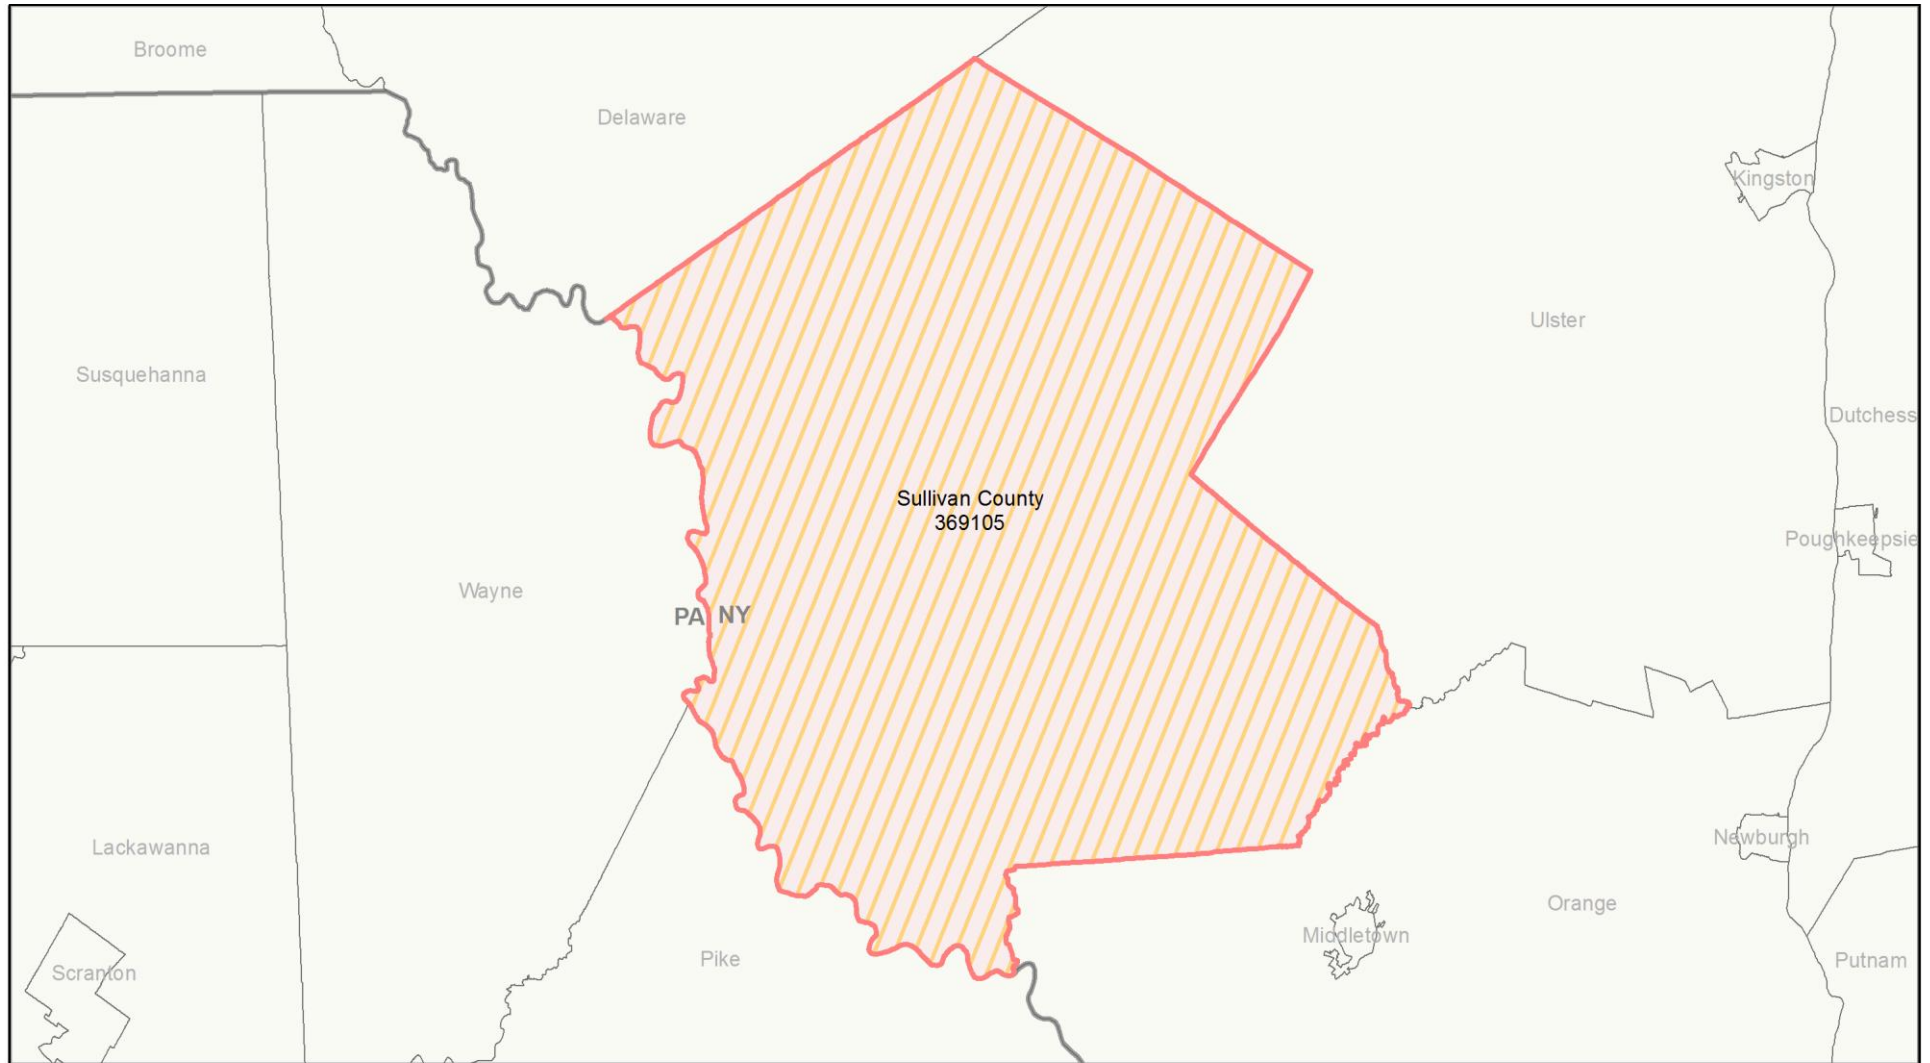 Broome
Delaware
Kingston
Ulster
Susquehanna
Dutchess
Sullivan County
369105
Poughkeepsie
Wayne
PA
NY
Newburgh
Lackawanna
Orange
Middletown
Pike
Putnam
Scranton